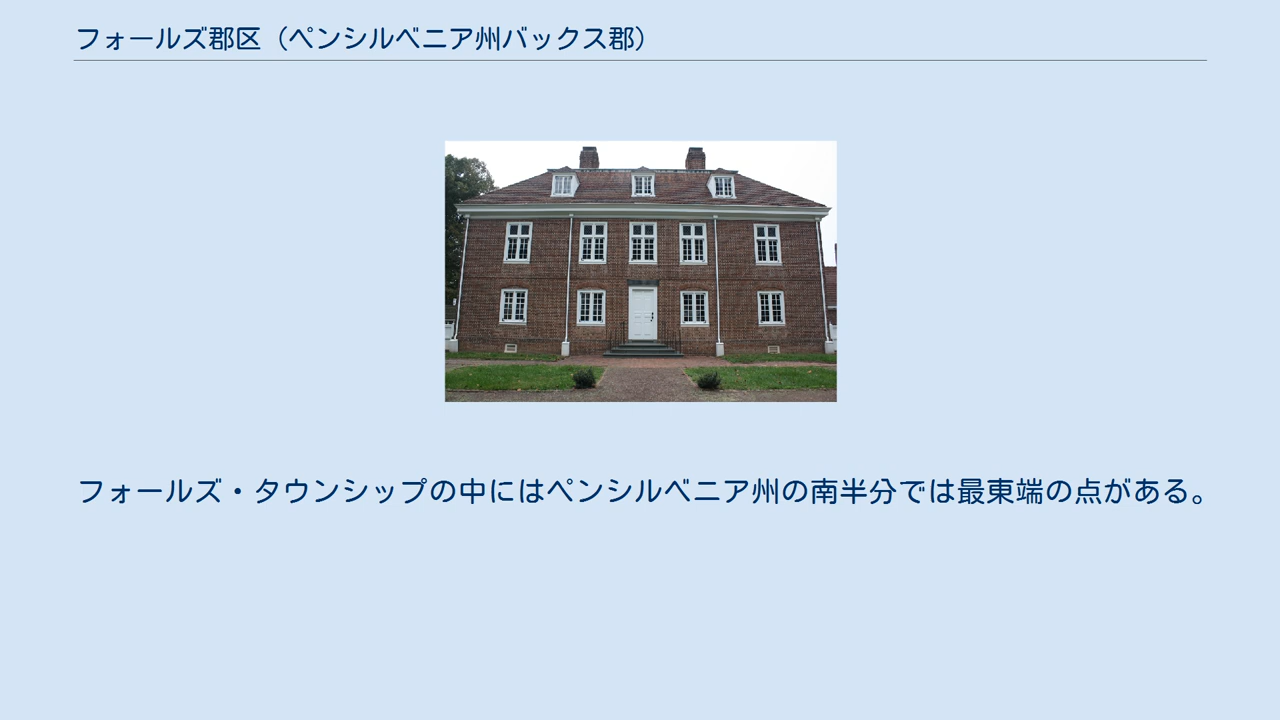 フォールズ郡区（ペンシルベニア州バックス郡）
フォールズ・タウンシップの中にはペンシルベニア州の南半分では最東端の点がある。